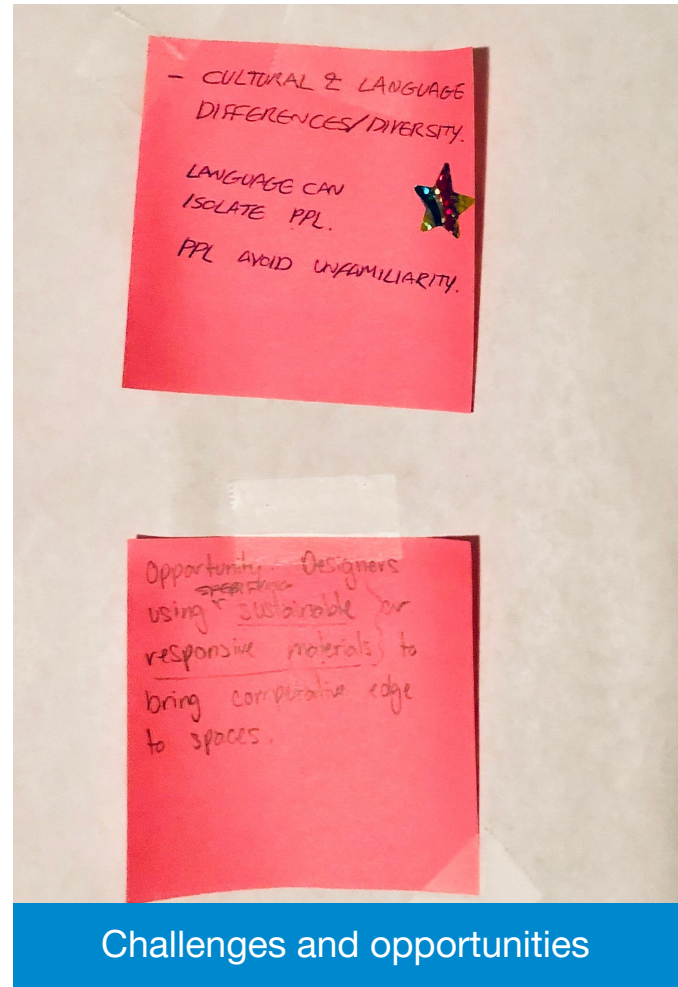 - CULTURAL & LANGUAGE
DIFFERENCES/DIVERSITY.
LANGUAGE CAN
ISOLATE PPL.
PPL AVOID UNFAMILIARITY.
Opportunity Designers
using sustainable or
responsive materials to
bring edge
to spaces.
Challenges and opportunities